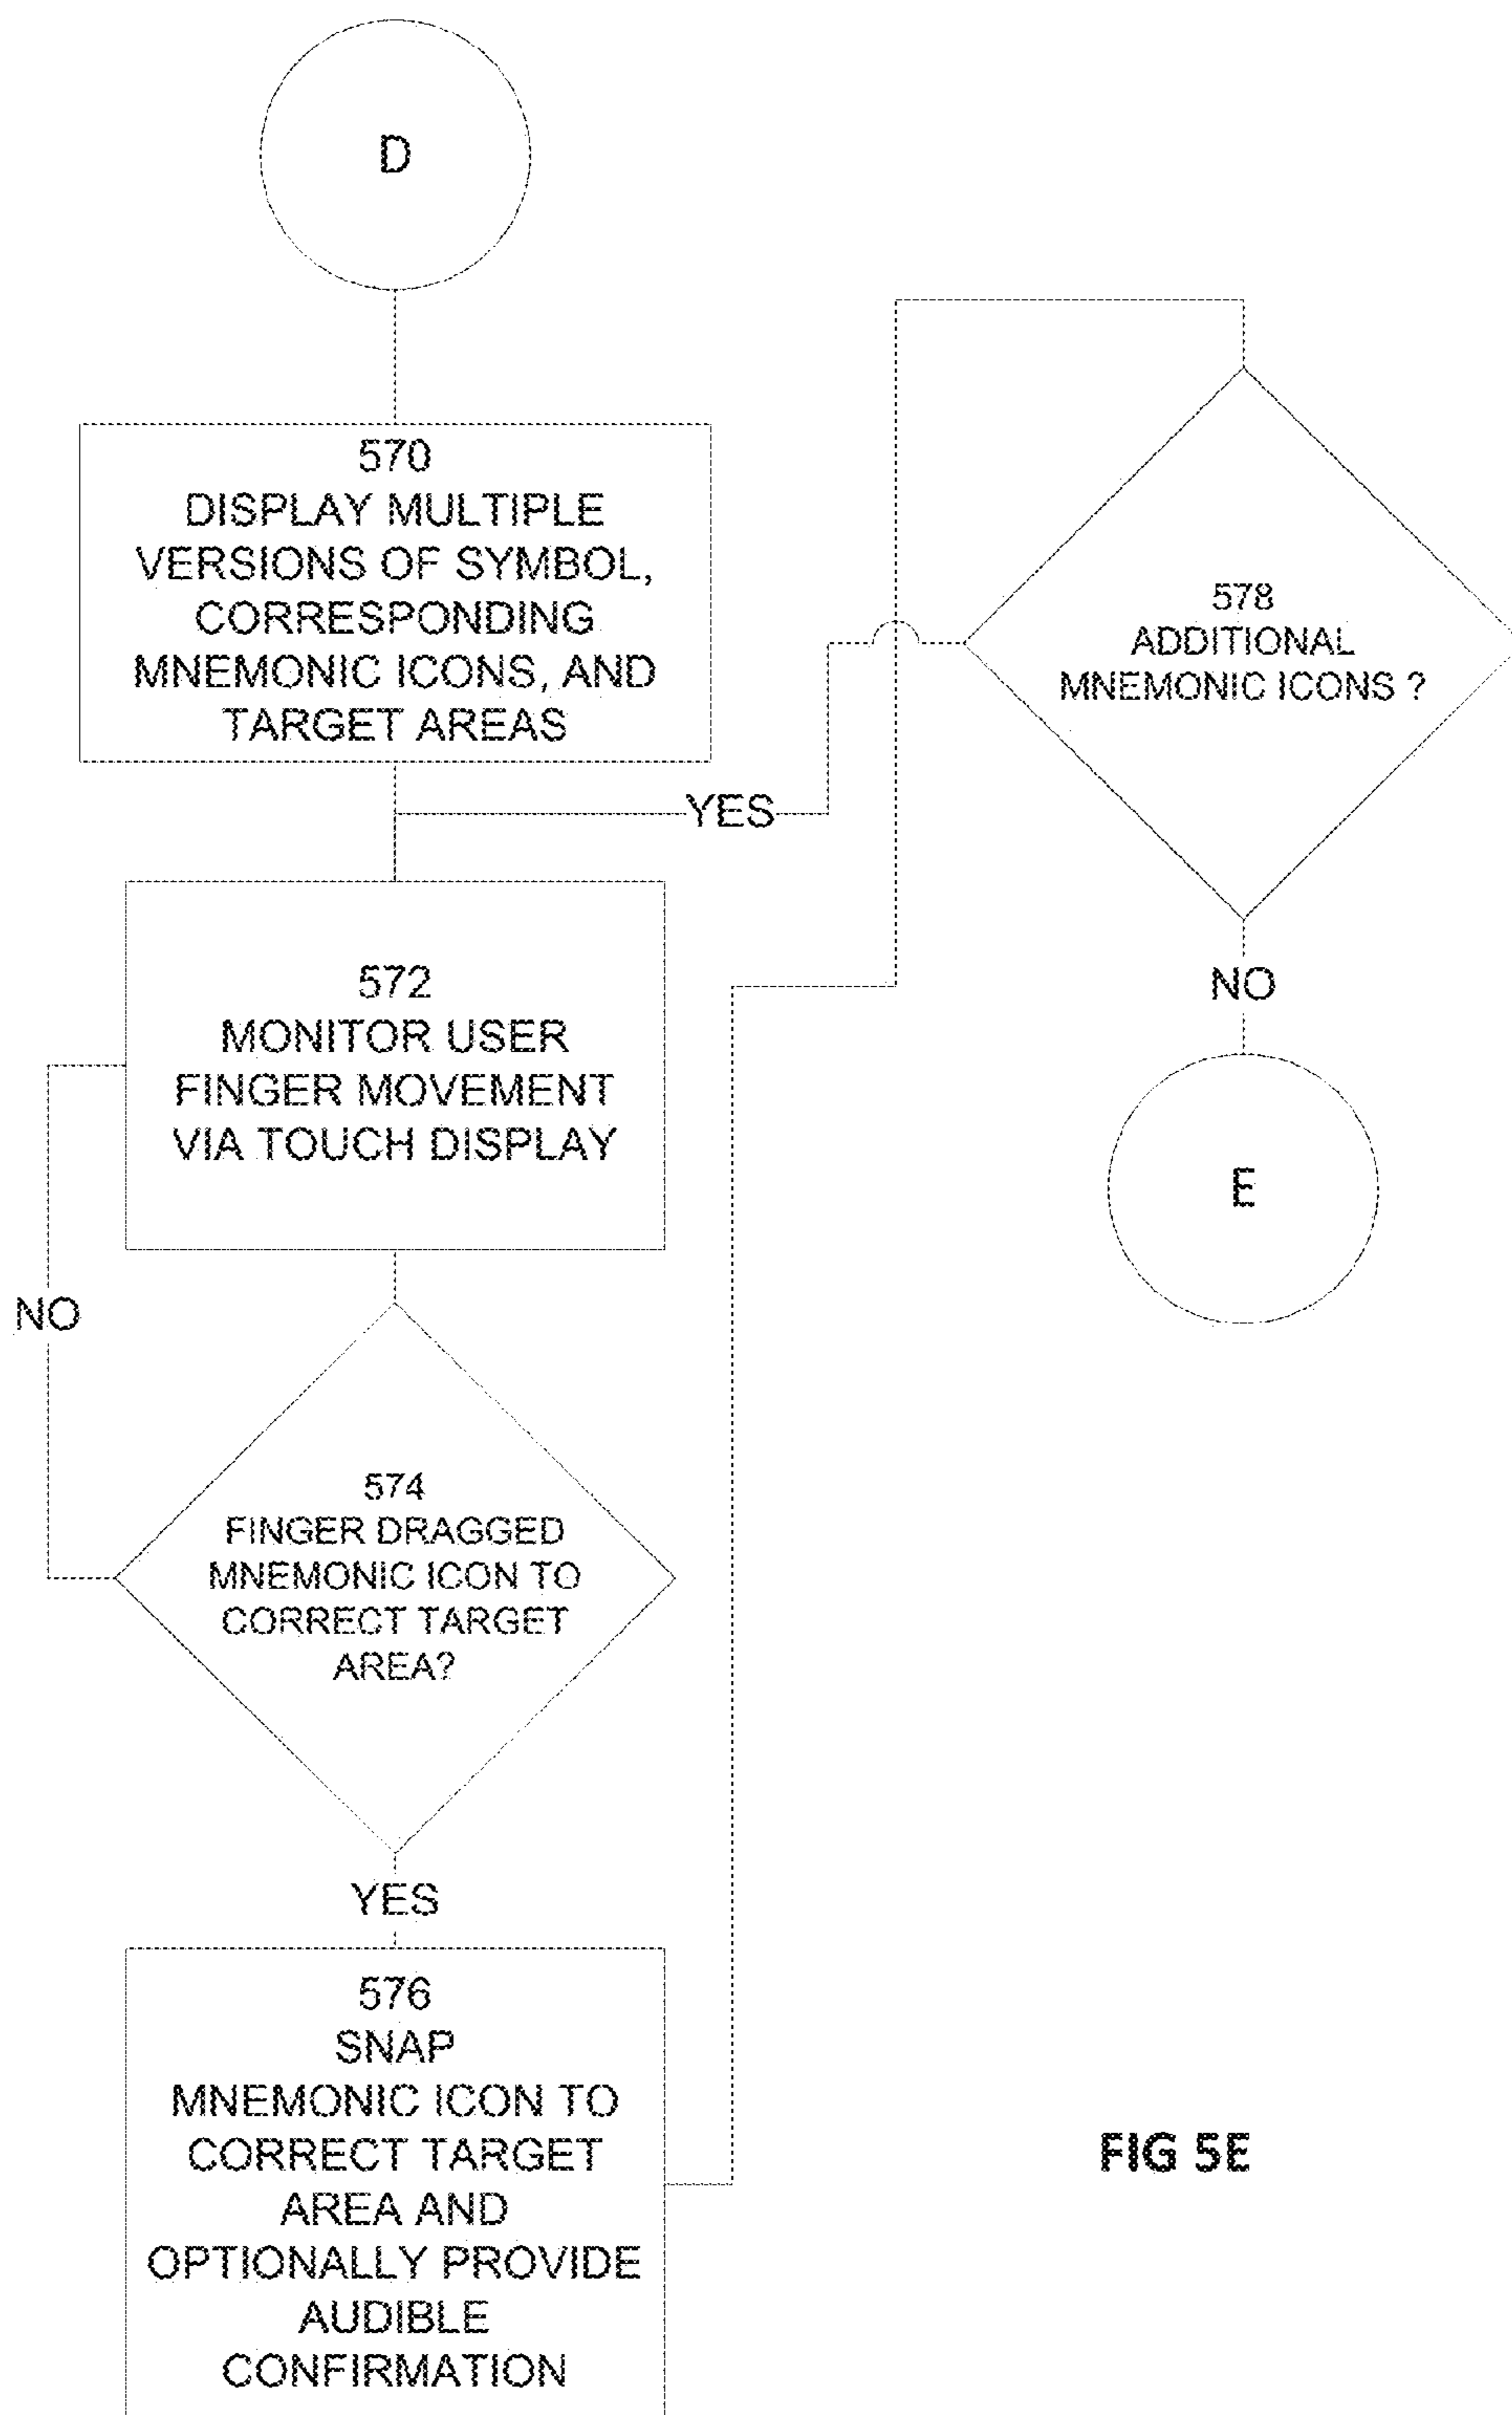 D
570
DISPLAY MULTIPLE
VERSIONS OF SYMBOL,
CORRESPONDING
MNEMONIC ICONS, AND
TARGET AREAS
YES
572
MONITOR USER
FINGER MOVEMENT
VIA TOUCH DISPLAY
NO
574
FINGER DRAGGED
MNEMONIC ICON TO
CORRECT TARGET
AREA?
YES
576
SNAP
MNEMONIC ICON TO
CORRECT TARGET
AREA AND
OPTIONALLY PROVIDE
AUDIBLE
CONFIRMATION
578
ADDITIONAL
MNEMONIC ICONS ?
NO
E
FIG 5E